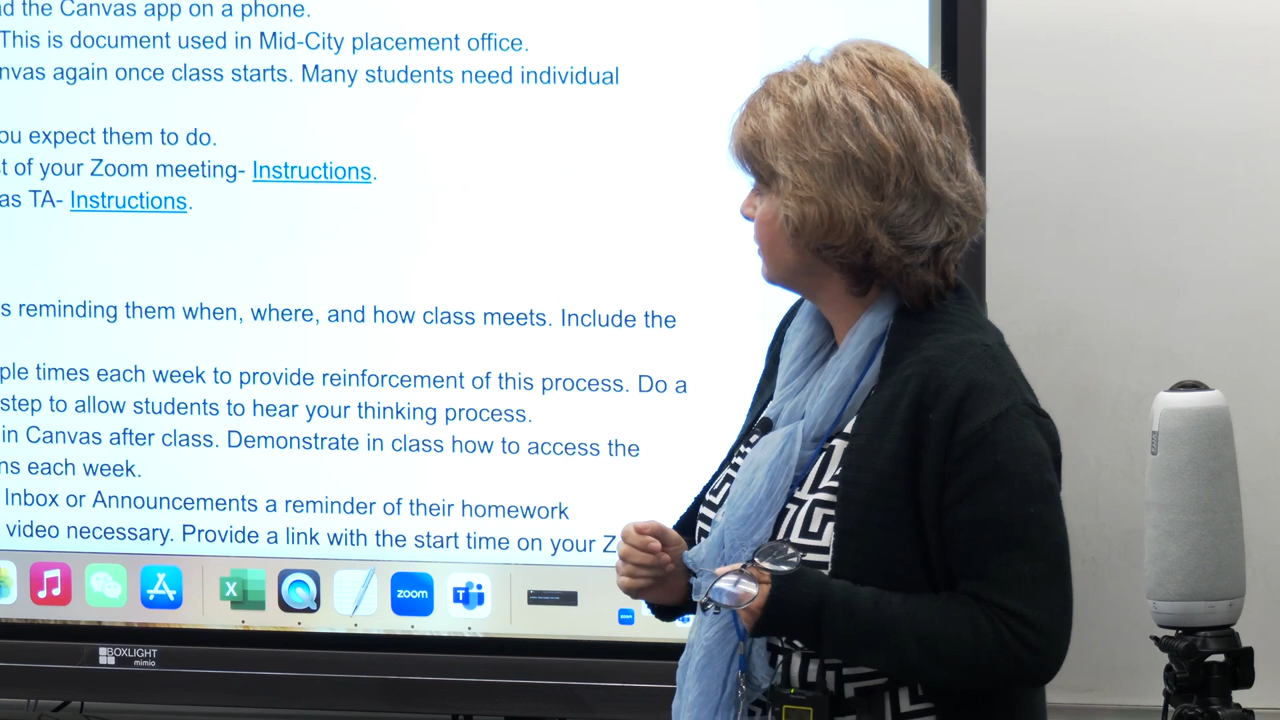 d the Canvas app on a phone.
This is document used in Mid-City placement office.
nvas again once class starts. Many students need individual
ou expect them to do.
t of your Zoom meeting- Instructions.
as TA- Instructions.
s reminding them when, where, and how class meets. Include the
ple times each week to provide reinforcement of this process. Do a
step to allow students to hear your thinking process.
in Canvas after class. Demonstrate in class how to access the
ns each week.
Inbox or Announcements a reminder of their homework
video necessary. Provide a link with the start time on your Z
X
zoom
T
zoom
BOXLIGHT
mimio